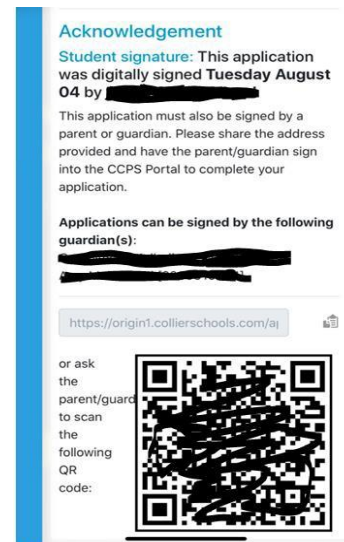 Acknowledgement
Student signature: This application
was digitally signed Tuesday August
04 by
This application must also be signed by a
parent or guardian. Please share the address
provided and have the parent/guardian sign
into the CCPS Portal to complete your
application.
Applications can be signed by the following
guardian(s):
https://origin1.collierschools.com/a
or ask
the
parent/guard
to scan
the
following
QR
code: